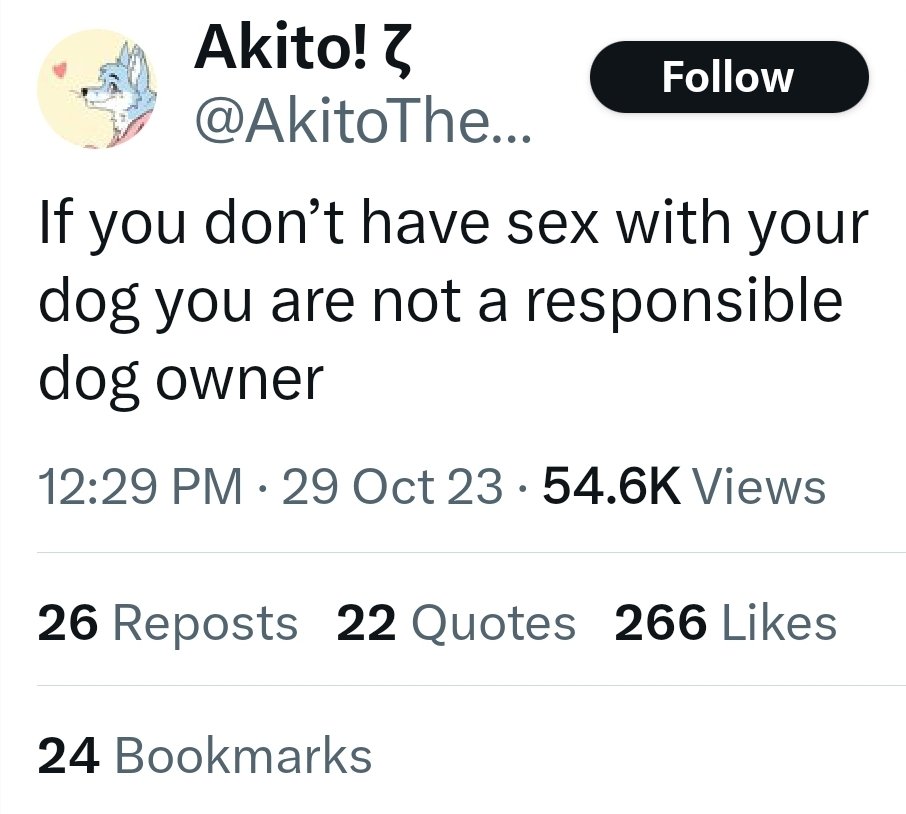 Akito! ζ
@AkitoThe...
Follow
If you don’t have sex with your
dog you are not a responsible
dog owner
12:29 PM · 29 Oct 23 · 54.6K Views
26 Reposts 22 Quotes 266 Likes
24 Bookmarks